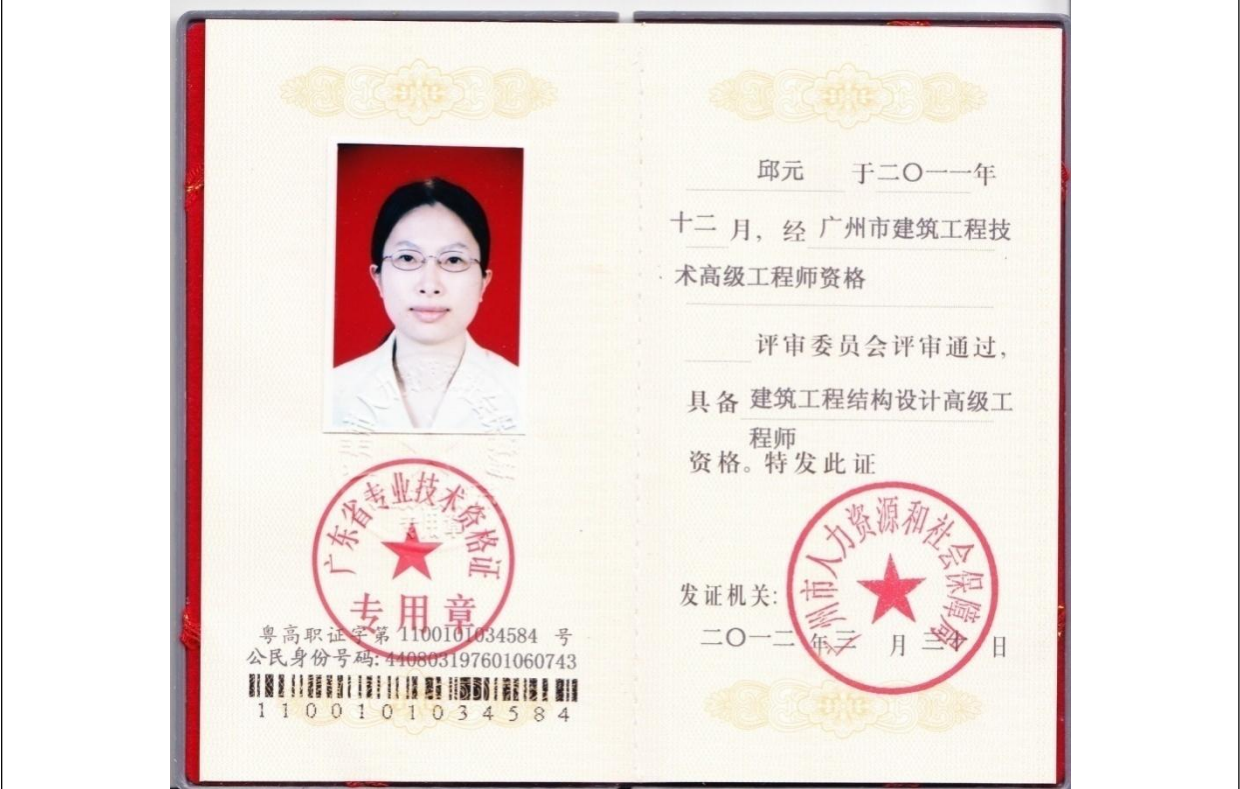 广东省专业技术资格证
专用章
粤高职证字第 1100101034584 号
公民身份号码:440803197601060743
1100101034584
邱元 于二〇一一年
十二月，经 广州市建筑工程技
术高级工程师资格
评审委员会评审通过，
具备 建筑工程结构设计高级工
程师
资格。特发此证
广州市人力资源和社会保障局
发证机关:
二〇一二年三月 日